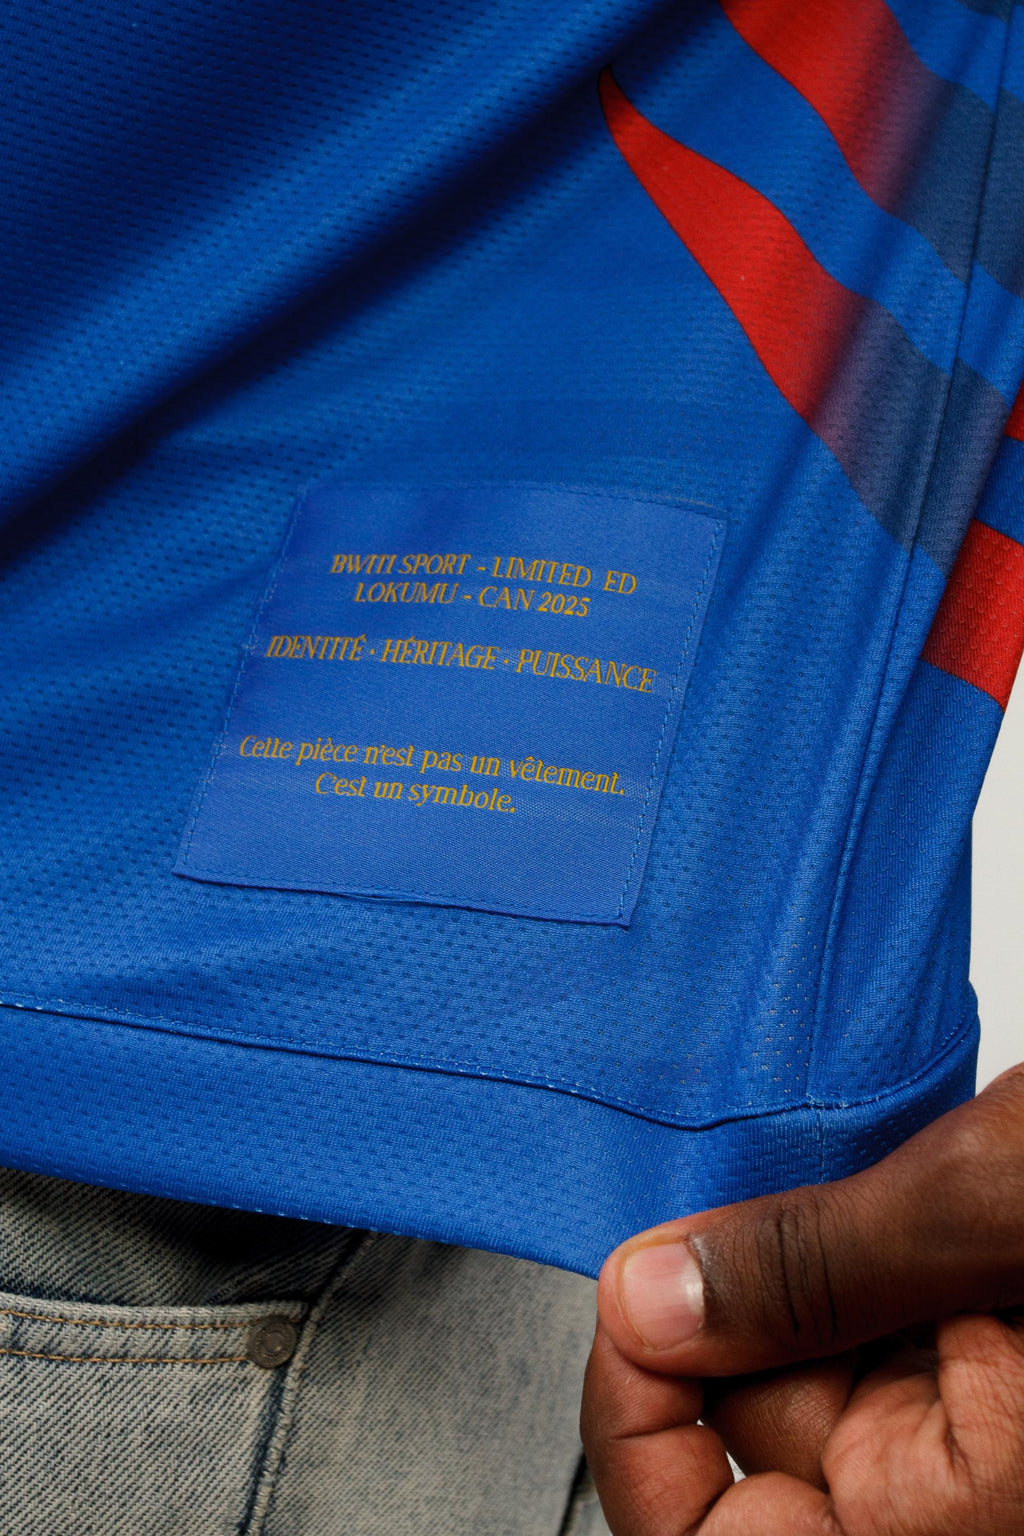 BWITI SPORT - LIMITED ED
LOKUMU - CAN 2025
IDENTITÉ · HÉRITAGE · PUISSANCE
Cette pièce n'est pas un vêtement.
C'est un symbole.